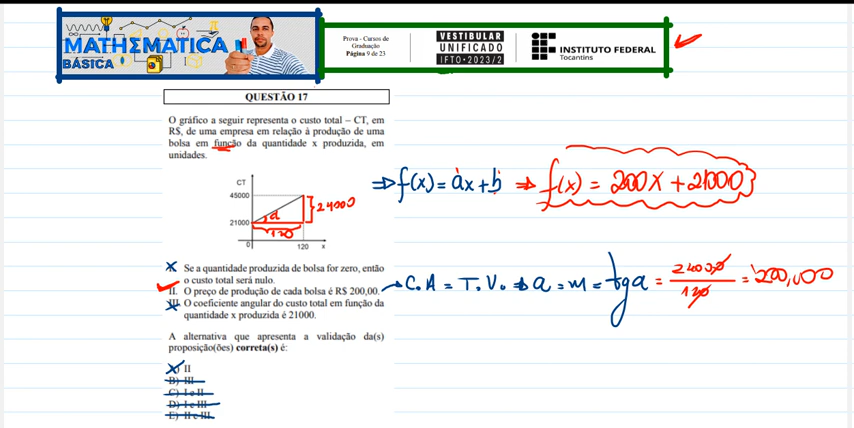 MATHEMATICA
BÁSICA
Prova - Cursos de
Graduação
Página 9 de 23
VESTIBULAR
UNIFICADO
IFTO•2023/2
INSTITUTO FEDERAL
Tocantins
QUESTÃO 17
O gráfico a seguir representa o custo total – CT, em
R$, de uma empresa em relação à produção de uma
bolsa em função da quantidade x produzida, em
unidades.
CT
45000
21000
0
120
x
α
120
24000
⇒ f(x) = ax + b ⇒ f(x) = 200x + 21000
Se a quantidade produzida de bolsa for zero, então
o custo total será nulo.
II. O preço de produção de cada bolsa é R$ 200,00.
III. O coeficiente angular do custo total em função da
quantidade x produzida é 21000.
C.A = T.V. ⇒ a = m = tg α = 24000/120 = 200,00
A alternativa que apresenta a validação da(s)
proposição(ões) correta(s) é:
II
B) III
C) I e II
D) I e III
E) II e III